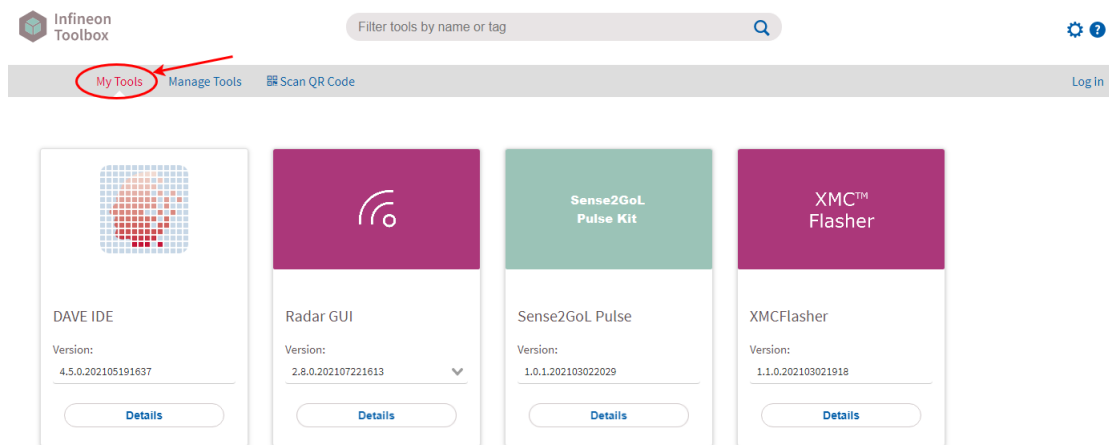 Infineon
Toolbox
Filter tools by name or tag
?
My Tools Manage Tools Scan QR Code Log in
Sense2GoL
Pulse Kit
XMC™
Flasher
DAVE IDE Radar GUI Sense2GoL Pulse XMCFlasher
Version: Version: Version: Version:
4.5.0.202105191637 2.8.0.202107221613 1.0.1.202103022029 1.1.0.202103021918
Details Details Details Details